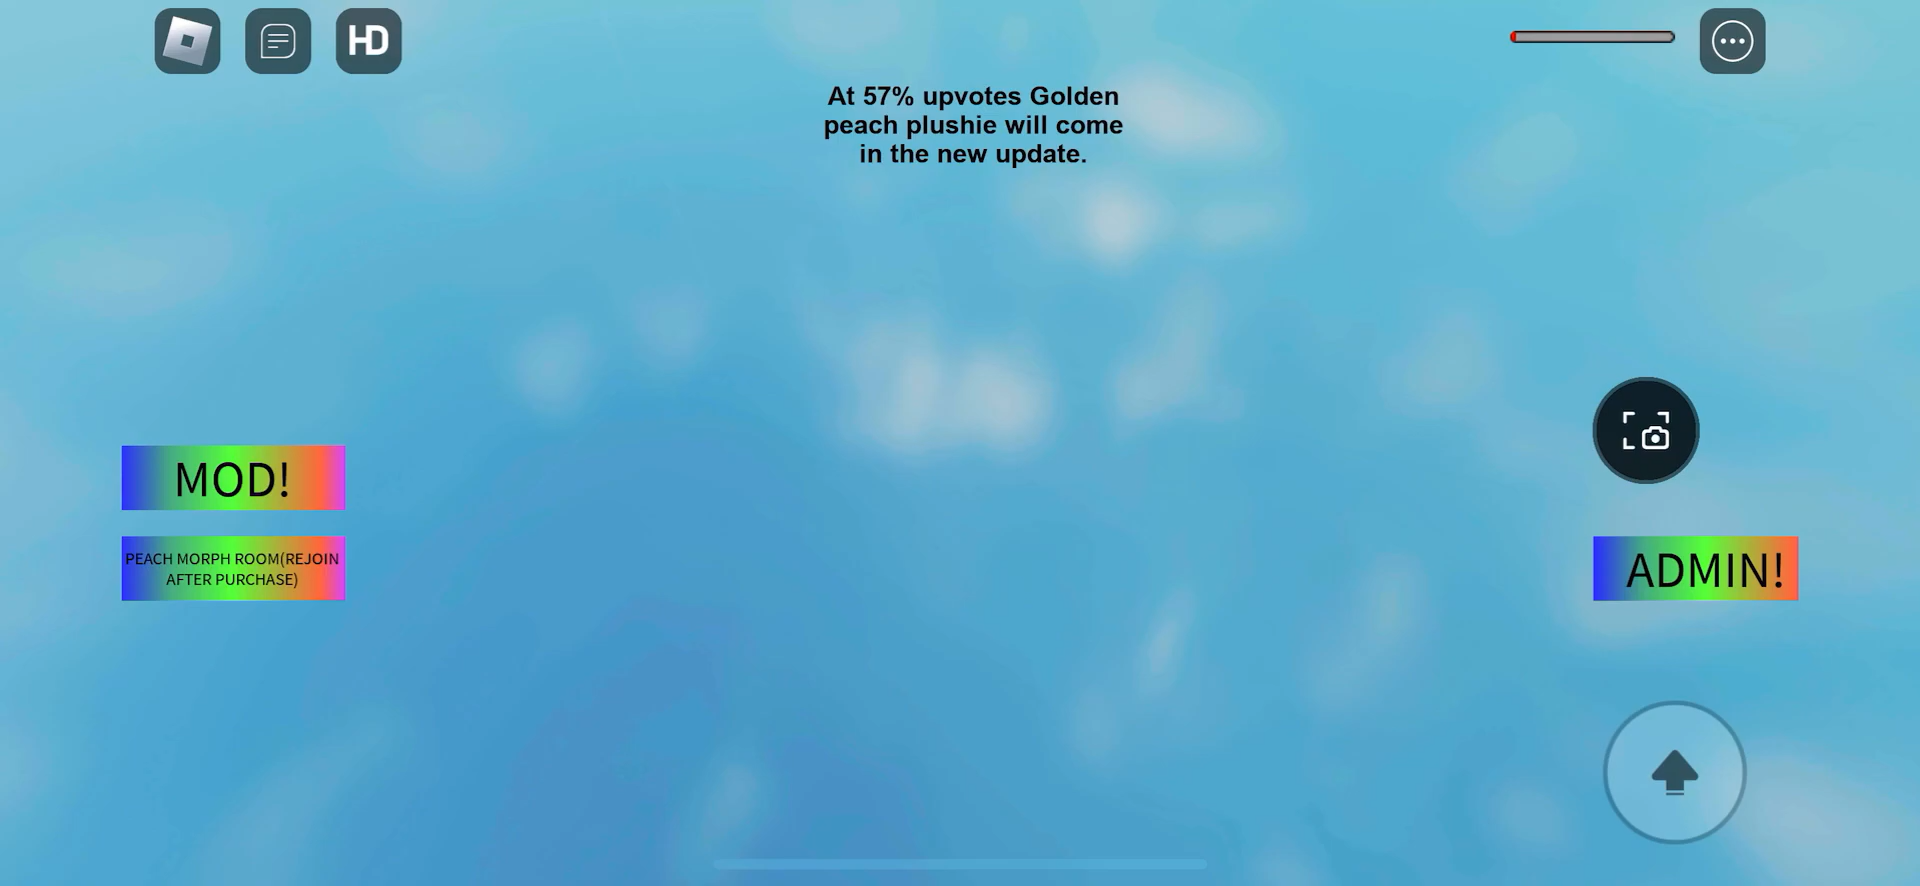 HD
At 57% upvotes Golden
peach plushie will come
in the new update.
MOD!
PEACH MORPH ROOM(REJOIN
AFTER PURCHASE)
ADMIN!